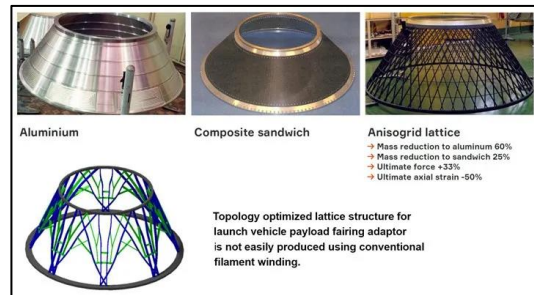 Aluminium
Composite sandwich
Anisogrid lattice
→ Mass reduction to aluminum 60%
→ Mass reduction to sandwich 25%
→ Ultimate force +33%
→ Ultimate axial strain -50%
Topology optimized lattice structure for
launch vehicle payload fairing adaptor
is not easily produced using conventional
filament winding.